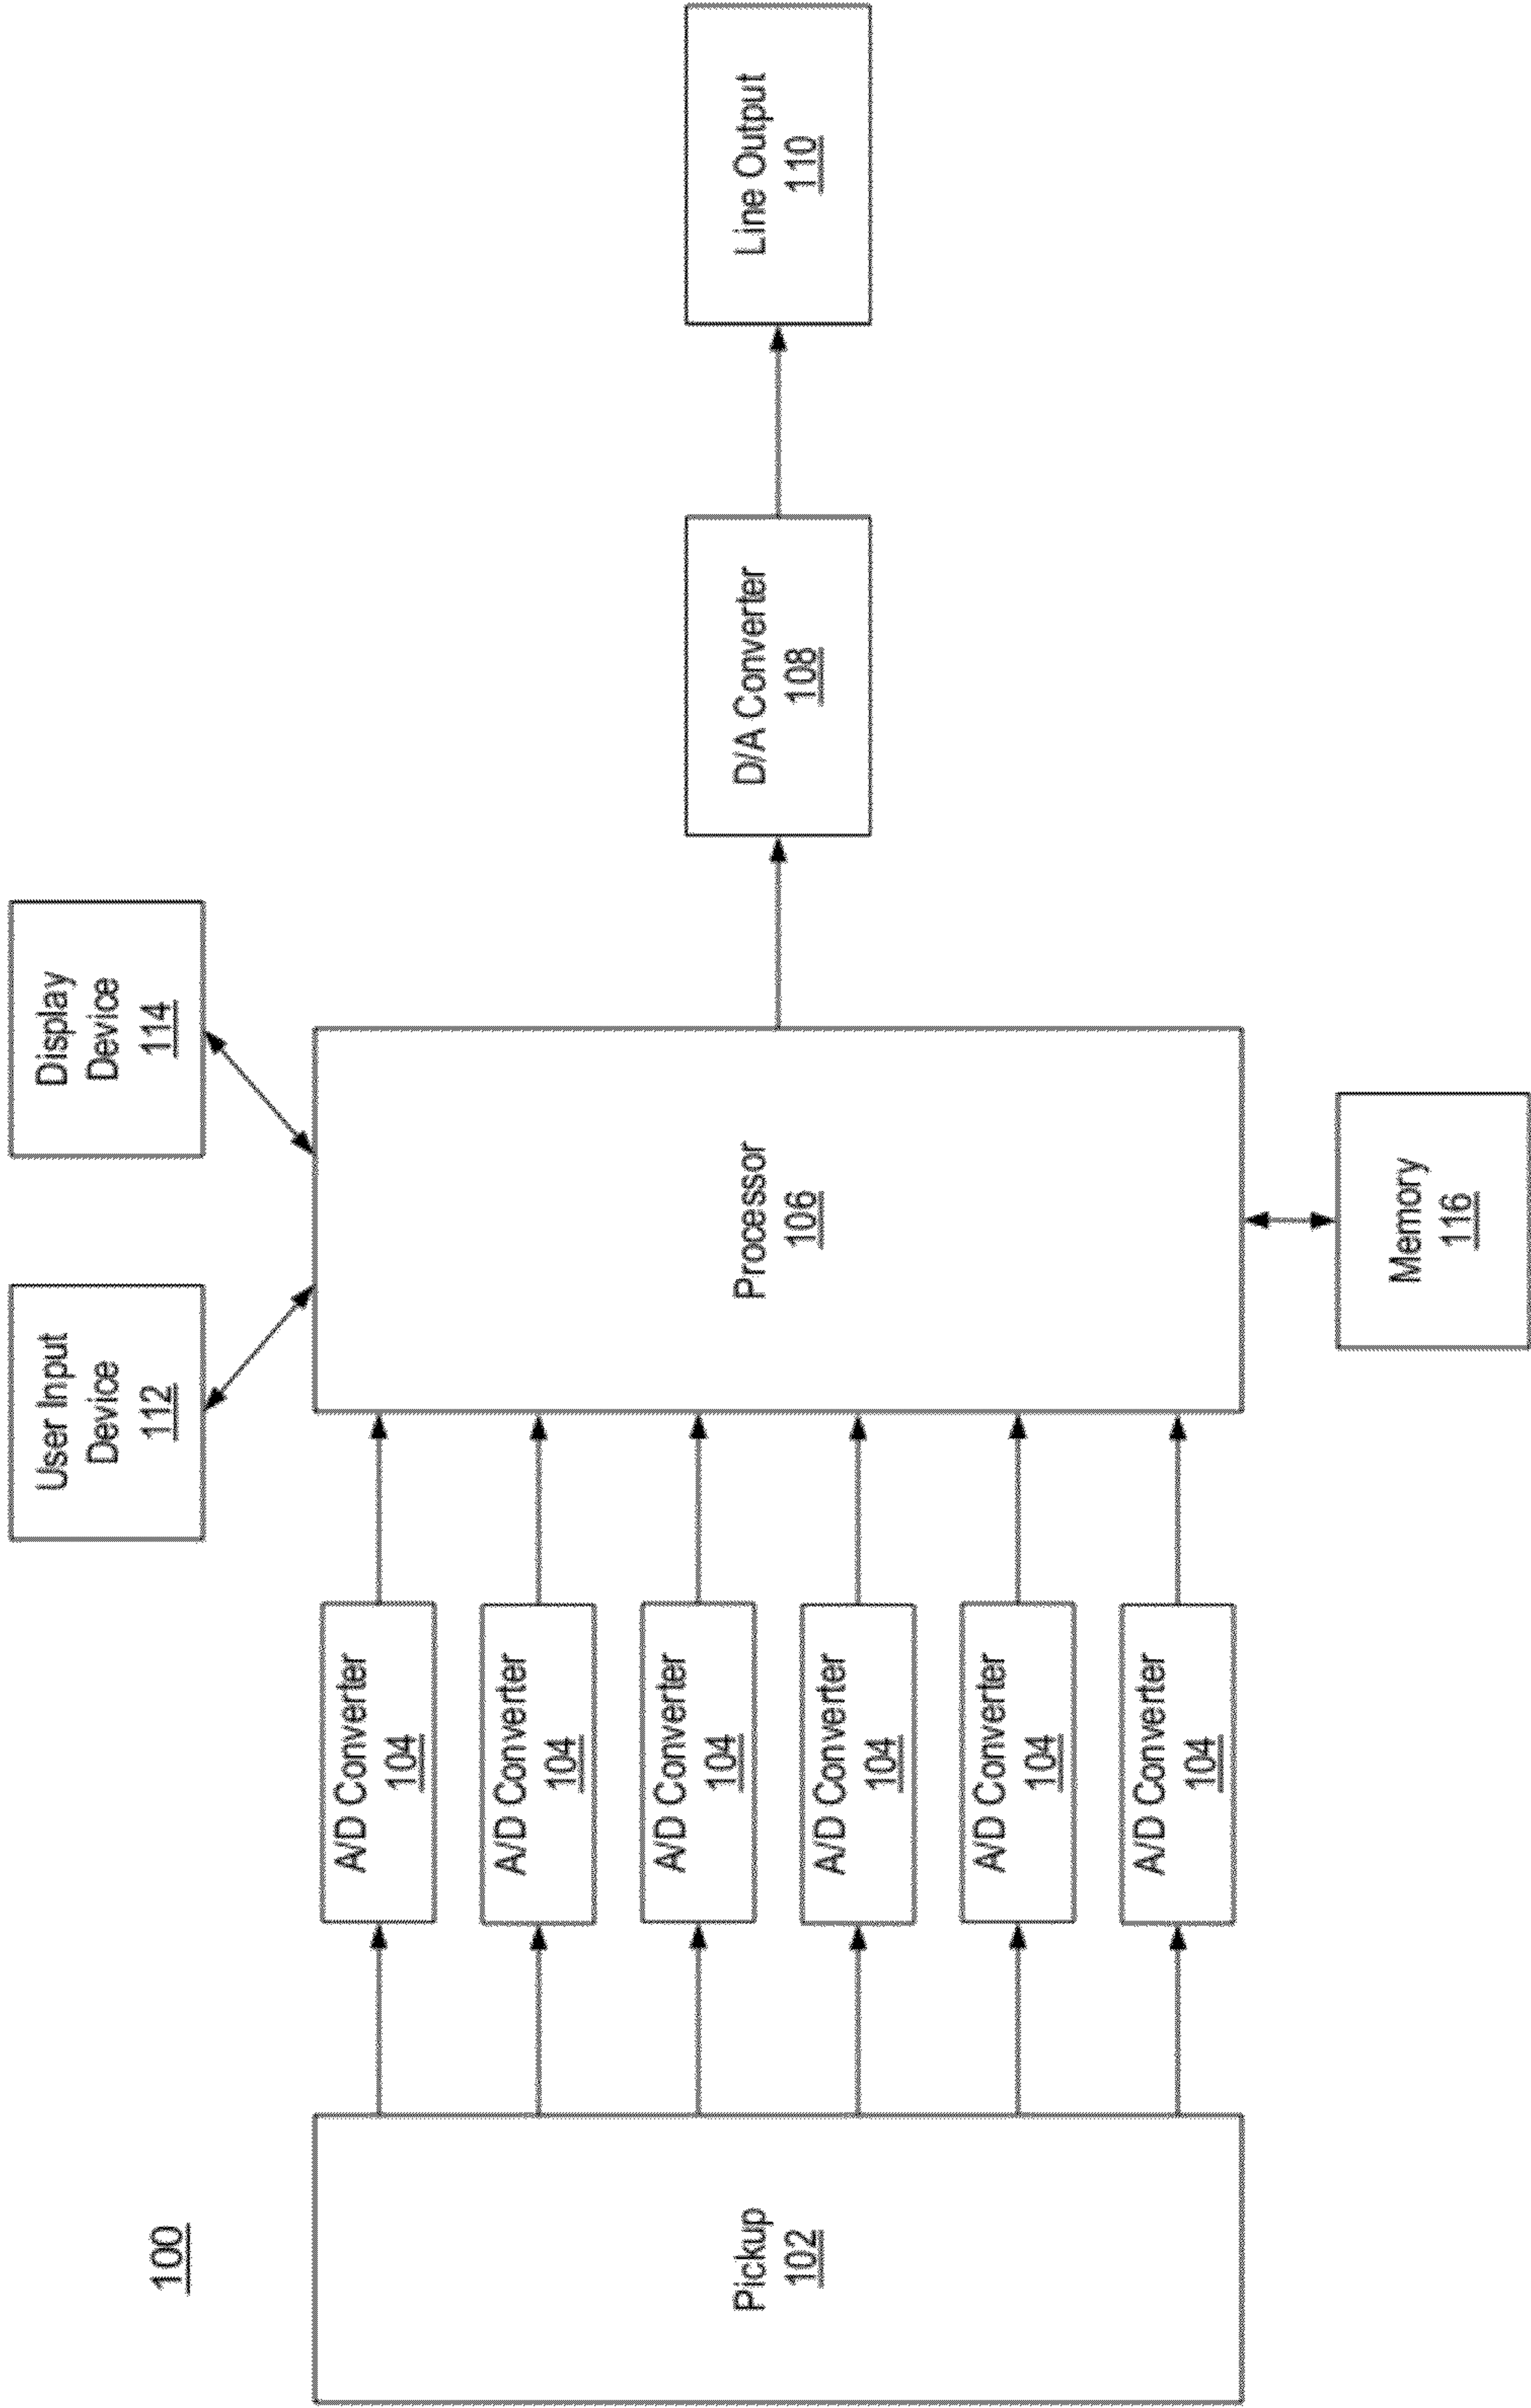 100
Pickup
102
A/D Converter
104
A/D Converter
104
A/D Converter
104
A/D Converter
104
A/D Converter
104
A/D Converter
104
User Input
Device
112
Display
Device
114
Processor
106
Memory
116
D/A Converter
108
Line Output
110